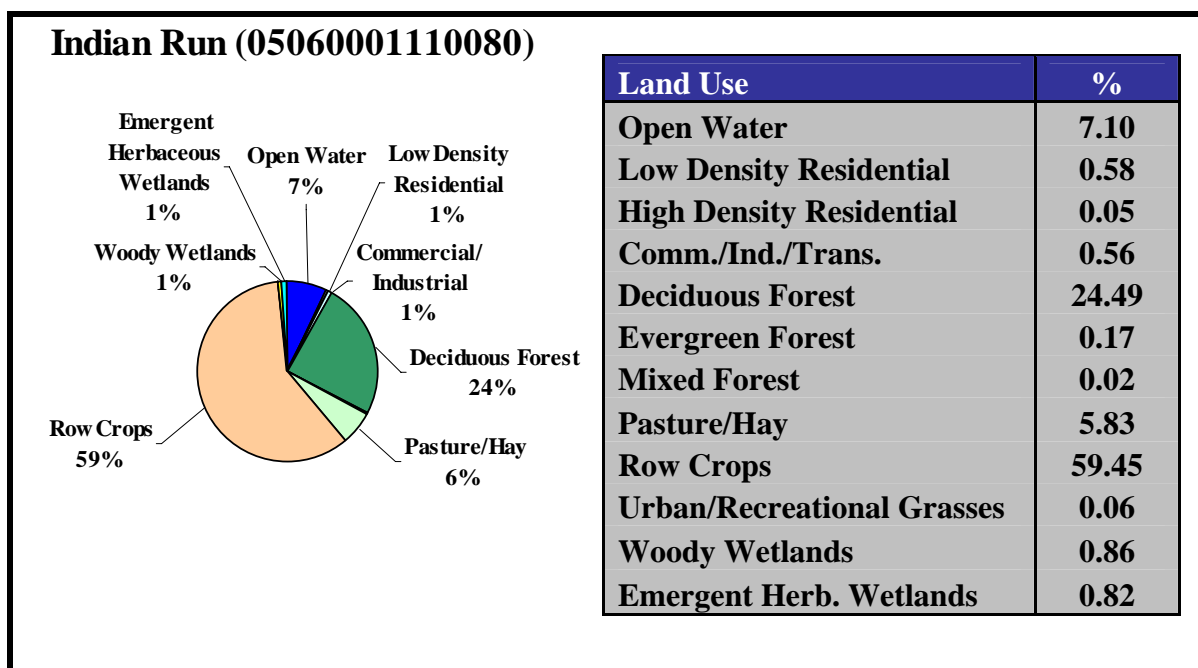 Indian Run (05060001110080)
Emergent
Herbaceous
Wetlands
1%
Open Water
7%
Low Density
Residential
1%
Woody Wetlands
1%
Commercial/
Industrial
1%
Deciduous Forest
24%
Row Crops
59%
Pasture/Hay
6%
Land Use %
Open Water 7.10
Low Density Residential 0.58
High Density Residential 0.05
Comm./Ind./Trans. 0.56
Deciduous Forest 24.49
Evergreen Forest 0.17
Mixed Forest 0.02
Pasture/Hay 5.83
Row Crops 59.45
Urban/Recreational Grasses 0.06
Woody Wetlands 0.86
Emergent Herb. Wetlands 0.82